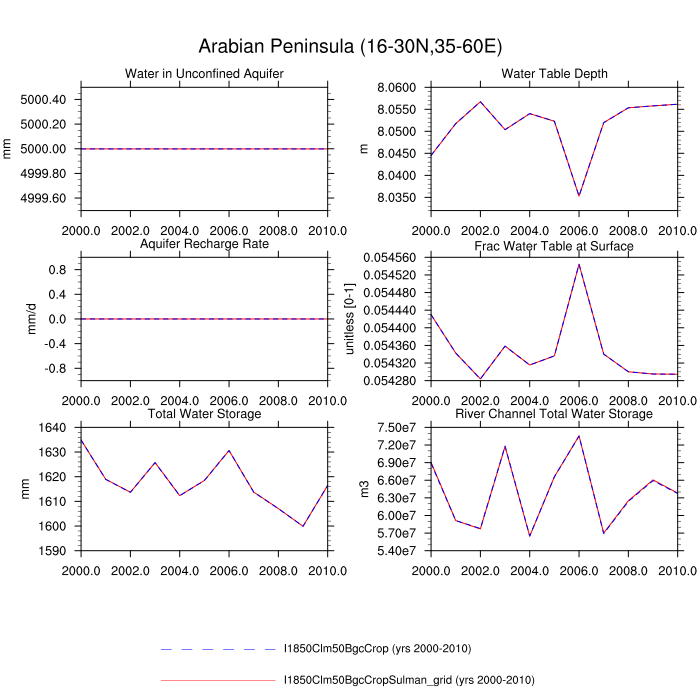 Arabian Peninsula (16-30N,35-60E)
Water in Unconfined Aquifer
5000.40
5000.20
5000.00
4999.80
4999.60
mm
2000.0 2002.0 2004.0 2006.0 2008.0 2010.0
Water Table Depth
8.0600
8.0550
8.0500
8.0450
8.0400
8.0350
m
2000.0 2002.0 2004.0 2006.0 2008.0 2010.0
Aquifer Recharge Rate
0.8
0.4
0.0
-0.4
-0.8
mm/d
2000.0 2002.0 2004.0 2006.0 2008.0 2010.0
Frac Water Table at Surface
0.054560
0.054520
0.054480
0.054440
0.054400
0.054360
0.054320
0.054280
unitless [0-1]
2000.0 2002.0 2004.0 2006.0 2008.0 2010.0
Total Water Storage
1640
1630
1620
1610
1600
1590
mm
2000.0 2002.0 2004.0 2006.0 2008.0 2010.0
River Channel Total Water Storage
7.50e7
7.20e7
6.90e7
6.60e7
6.30e7
6.00e7
5.70e7
5.40e7
m3
2000.0 2002.0 2004.0 2006.0 2008.0 2010.0
I1850Clm50BgcCrop (yrs 2000-2010)
I1850Clm50BgcCropSulman_grid (yrs 2000-2010)